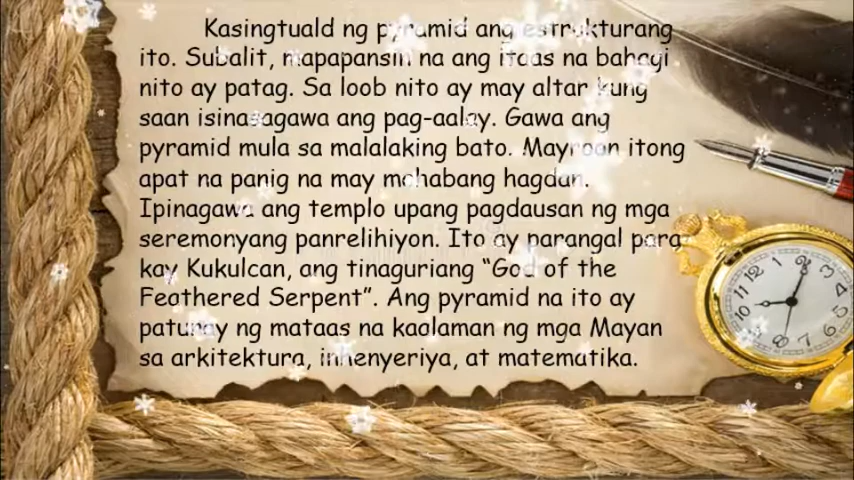 Kasingtuald ng pyramid ang estrukturang
ito. Subalit, mapapansin na ang itaas na bahagi
nito ay patag. Sa loob nito ay may altar kung
saan isinasagawa ang pag-aalay. Gawa ang
pyramid mula sa malalaking bato. Mayroon itong
apat na panig na may mahabang hagdan.
Ipinagawa ang templo upang pagdausan ng mga
seremonyang panrelihiyon. Ito ay parangal para
kay Kukulcan, ang tinaguriang “God of the
Feathered Serpent”. Ang pyramid na ito ay
patunay ng mataas na kaalaman ng mga Mayan
sa arkitektura, inhenyeriya, at matematika.